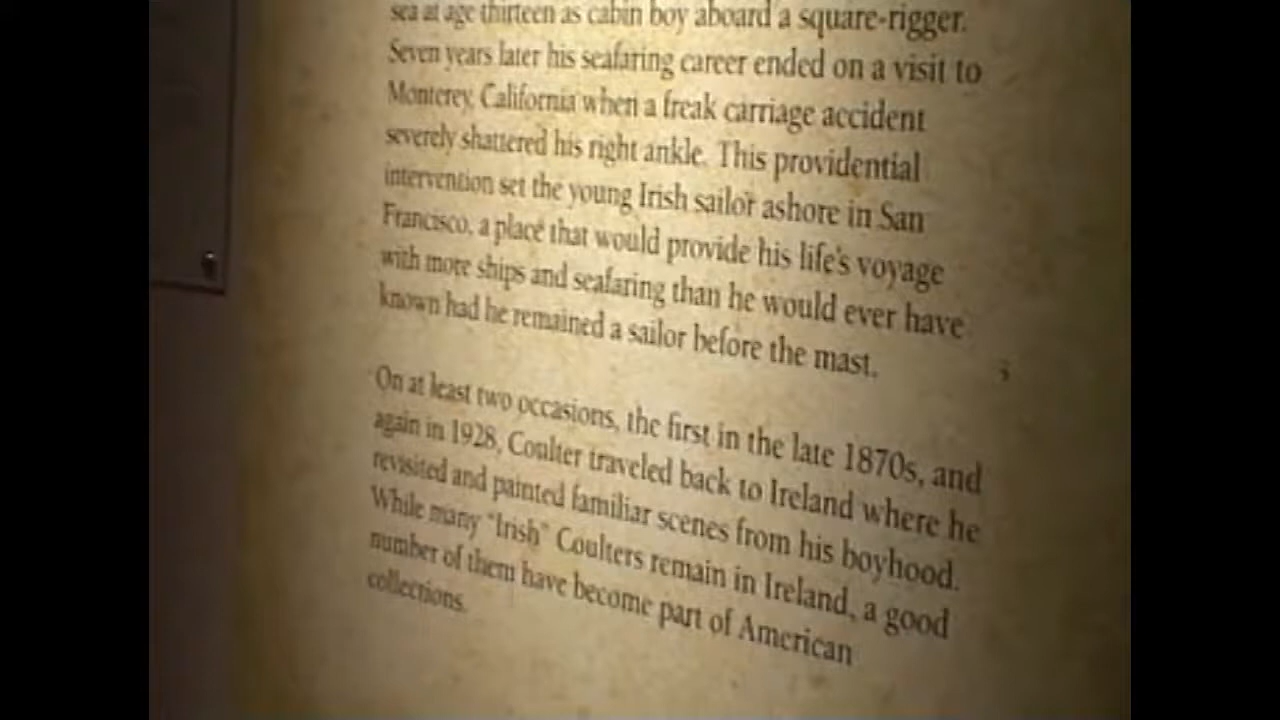 sea at age thirteen as cabin boy aboard a square-rigger.
Seven years later his seafaring career ended on a visit to
Monterey, California when a freak carriage accident
severely shattered his right ankle. This providential
intervention set the young Irish sailor ashore in San
Francisco, a place that would provide his life's voyage
with more ships and seafaring than he would ever have
known had he remained a sailor before the mast.
On at least two occasions, the first in the late 1870s, and
again in 1928, Coulter traveled back to Ireland where he
revisited and painted familiar scenes from his boyhood.
While many "Irish" Coulters remain in Ireland, a good
number of them have become part of American
collections.